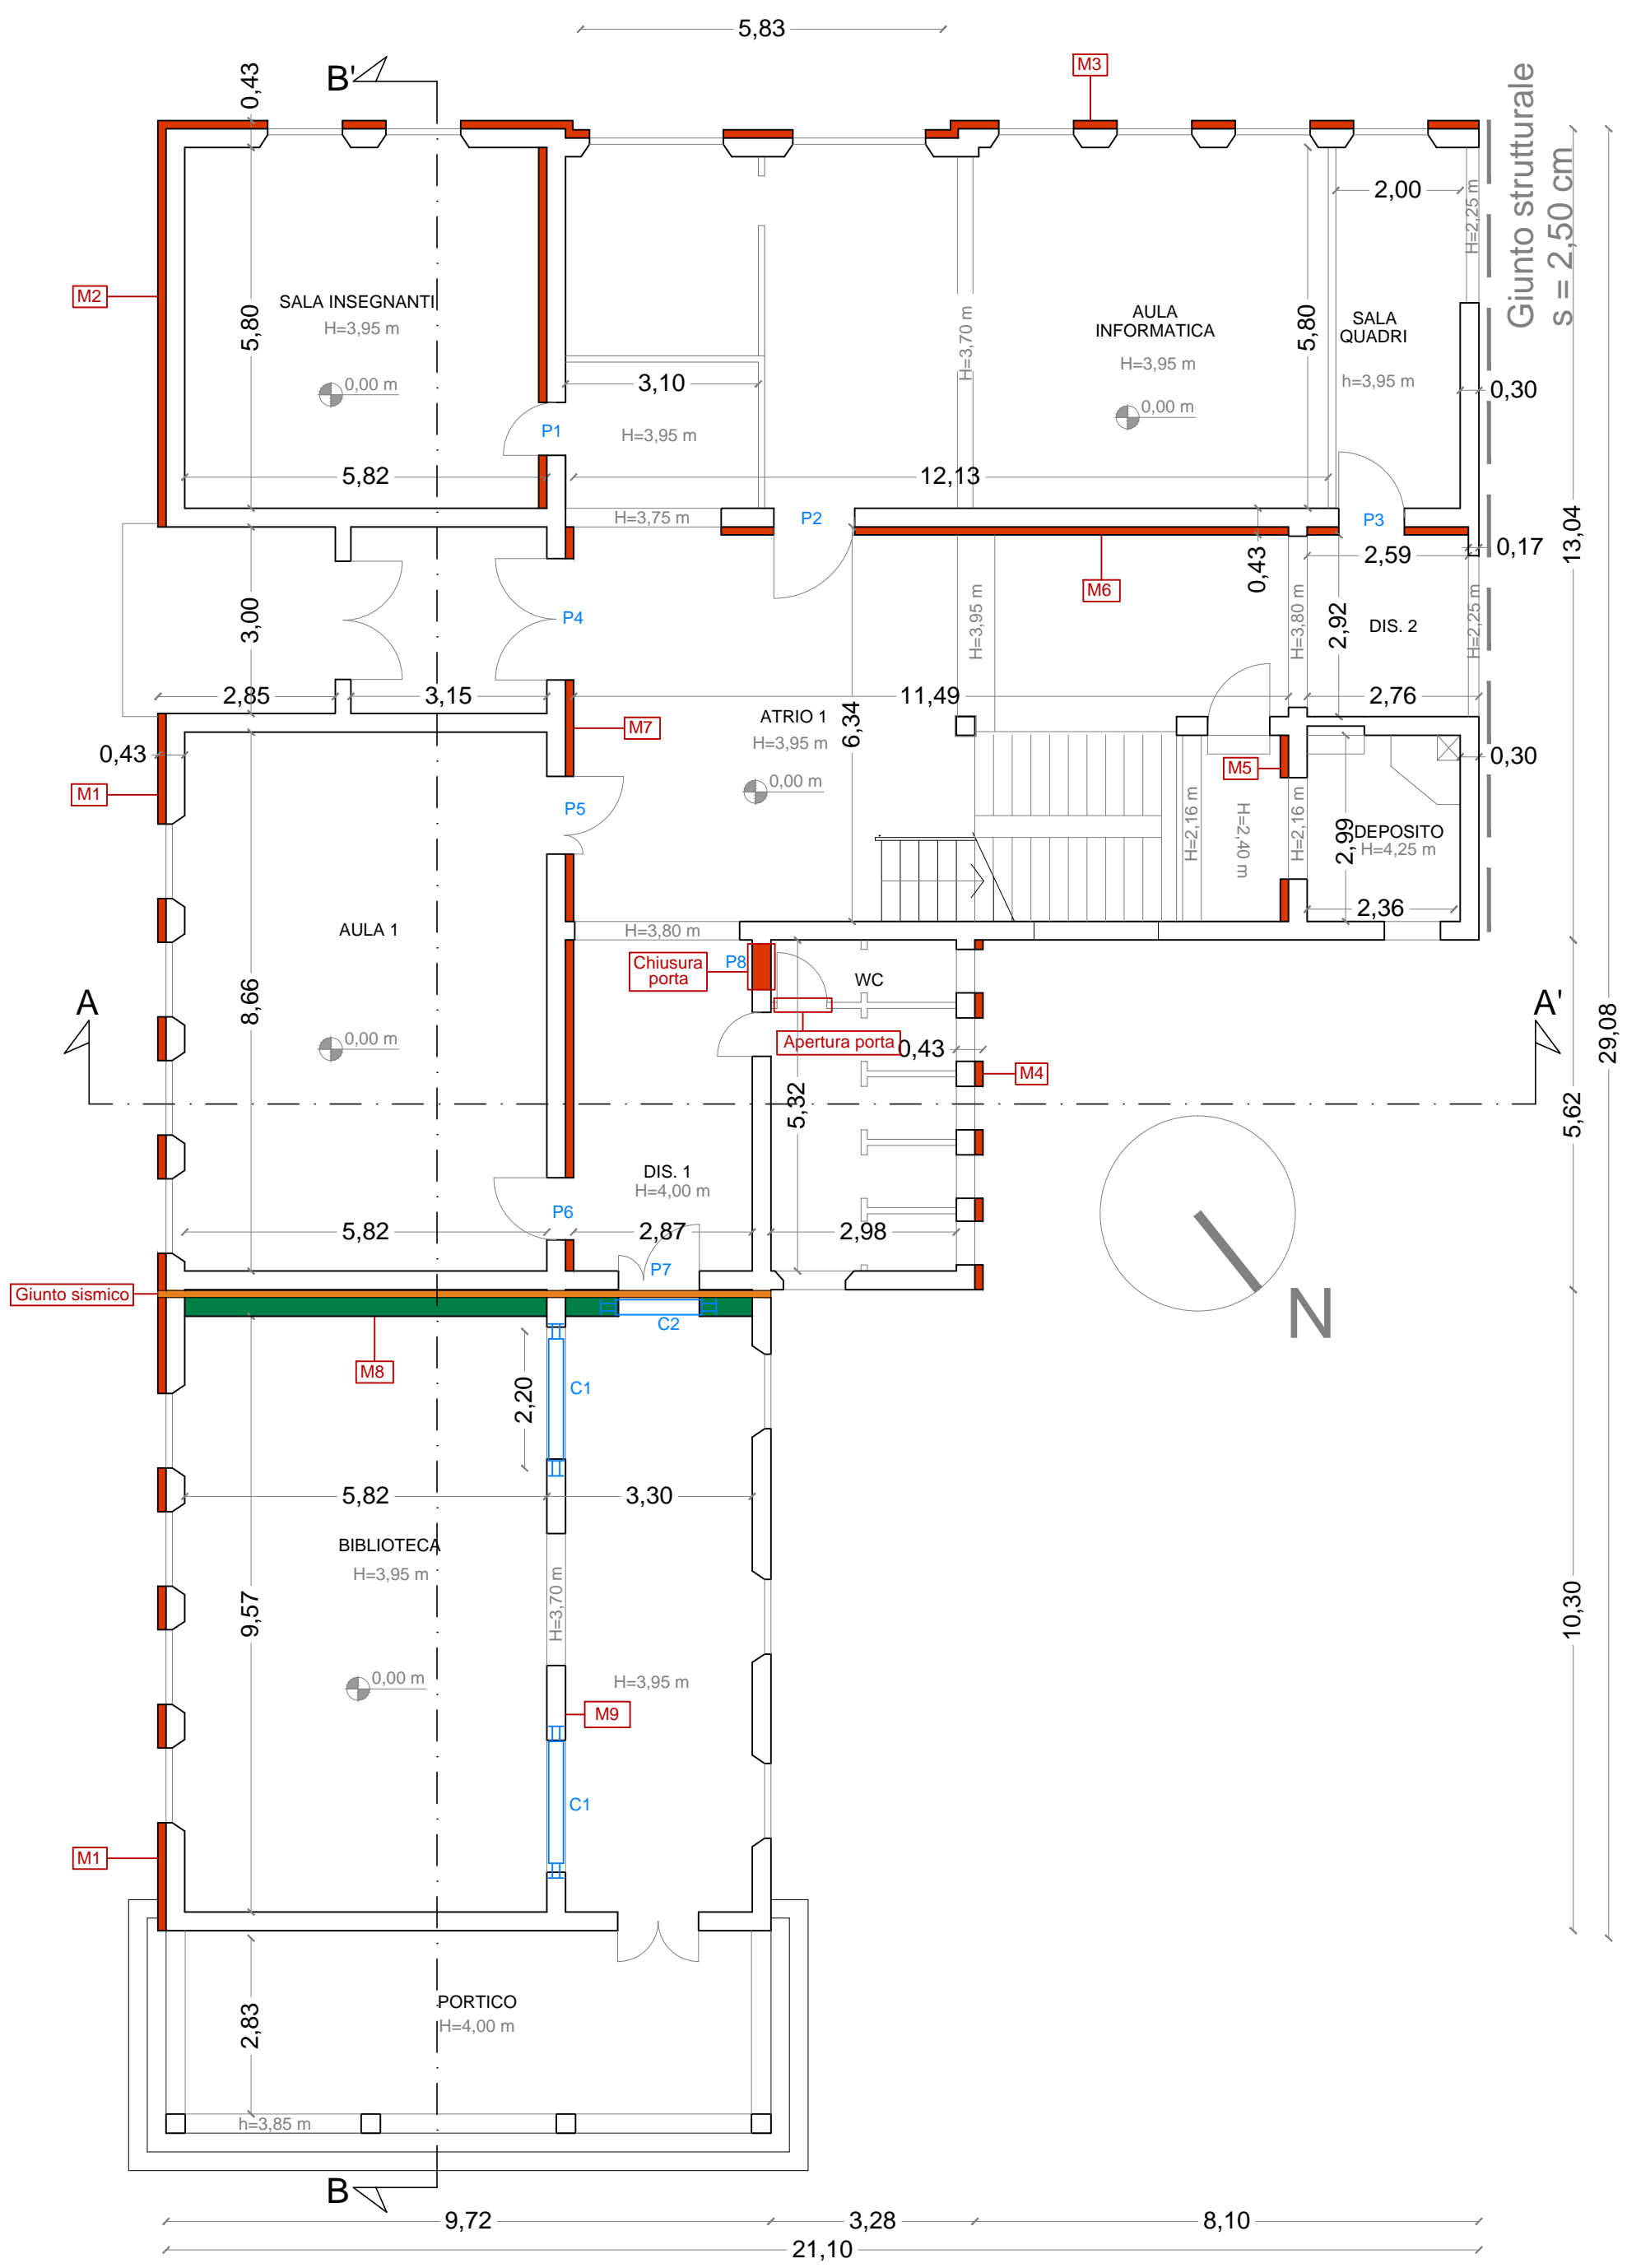 5,83
0,43
B'
M3
Giunto strutturale
s = 2,50 cm
2,00
H=2,25 m
M2
SALA INSEGNANTI
H=3,95 m
5,80
0,00 m
H=3,70 m
AULA
INFORMATICA
H=3,95 m
0,00 m
5,80
SALA
QUADRI
h=3,95 m
0,30
3,10
P1
H=3,95 m
5,82
12,13
H=3,75 m
P2
P3
13,04
0,17
2,59
0,43
M6
3,00
P4
H=3,95 m
H=3,80 m
2,92
DIS. 2
H=2,25 m
2,85
3,15
11,49
2,76
M7
ATRIO 1
H=3,95 m
6,34
0,43
0,00 m
M5
0,30
M1
P5
H=2,16 m
H=2,40 m
H=2,16 m
2,99
DEPOSITO
H=4,25 m
2,36
AULA 1
H=3,80 m
P8
Chiusura
porta
WC
8,66
A
A'
0,00 m
Apertura porta
0,43
29,08
M4
5,32
5,62
DIS. 1
H=4,00 m
P6
5,82
2,87
2,98
P7
N
Giunto sismico
C2
M8
C1
2,20
5,82
3,30
BIBLIOTECA
H=3,95 m
9,57
H=3,70 m
10,30
0,00 m
H=3,95 m
M9
C1
M1
PORTICO
H=4,00 m
2,83
h=3,85 m
B
9,72
3,28
8,10
21,10